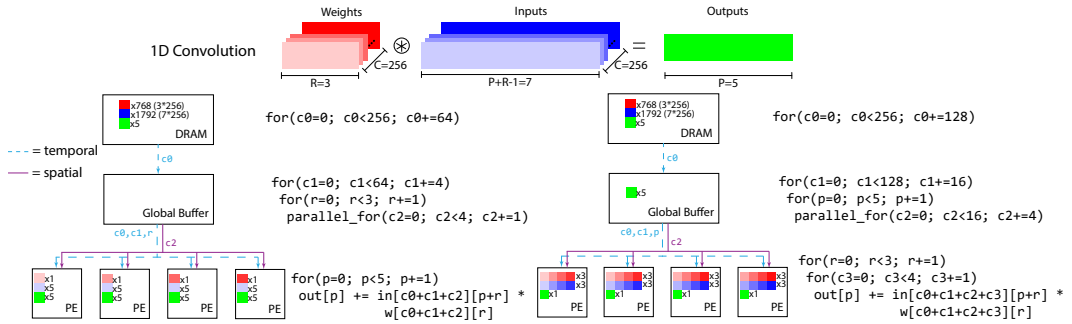 Weights
Inputs
Outputs
1D Convolution
=
C=256
C=256
R=3
P+R-1=7
P=5
x768 (3*256)
x1792 (7*256)
x5
DRAM
for(c0=0; c0<256; c0+=64)
= temporal
= spatial
c0
Global Buffer
for(c1=0; c1<64; c1+=4)
for(r=0; r<3; r+=1)
parallel_for(c2=0; c2<4; c2+=1)
c0,c1,r
c2
x1
x5
x5
PE
x1
x5
x5
PE
x1
x5
x5
PE
x1
x5
x5
PE
for(p=0; p<5; p+=1)
out[p] += in[c0+c1+c2][p+r] *
w[c0+c1+c2][r]
x768 (3*256)
x1792 (7*256)
x5
DRAM
for(c0=0; c0<256; c0+=128)
c0
x5
Global Buffer
for(c1=0; c1<128; c1+=16)
for(p=0; p<5; p+=1)
parallel_for(c2=0; c2<16; c2+=4)
c0,c1,p
c2
x3
x3
x1
PE
x3
x3
x1
PE
x3
x3
x1
PE
x3
x3
x1
PE
for(r=0; r<3; r+=1)
for(c3=0; c3<4; c3+=1)
out[p] += in[c0+c1+c2+c3][p+r] *
w[c0+c1+c2+c3][r]